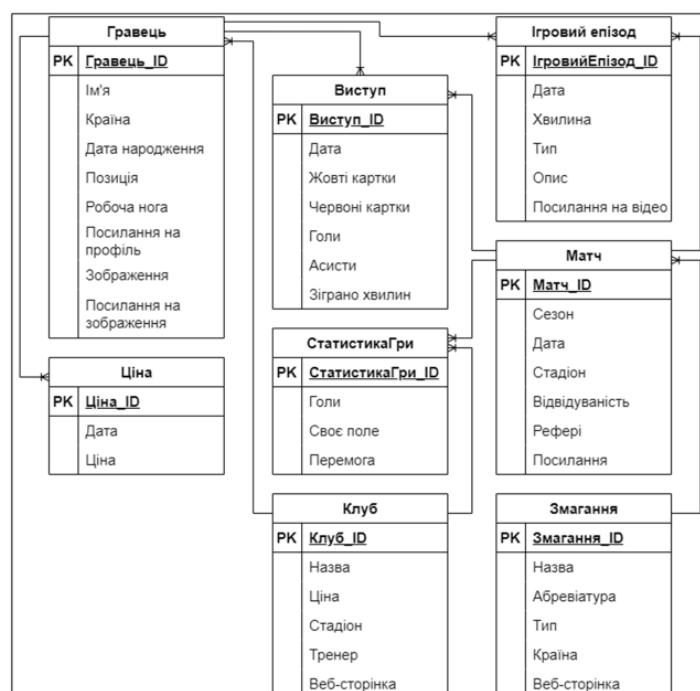 Гравець
PK Гравець_ID
Ім'я
Країна
Дата народження
Позиція
Робоча нога
Посилання на
профіль
Зображення
Посилання на
зображення
Ціна
PK Ціна_ID
Дата
Ціна
Виступ
PK Виступ_ID
Дата
Жовті картки
Червоні картки
Голи
Асисти
Зіграно хвилин
СтатистикаГри
PK СтатистикаГри_ID
Голи
Своє поле
Перемога
Клуб
PK Клуб_ID
Назва
Ціна
Стадіон
Тренер
Веб-сторінка
Ігровий епізод
PK ІгровийЕпізод_ID
Дата
Хвилина
Тип
Опис
Посилання на відео
Матч
PK Матч_ID
Сезон
Дата
Стадіон
Відвідуваність
Рефері
Посилання
Змагання
PK Змагання_ID
Назва
Абревіатура
Тип
Країна
Веб-сторінка